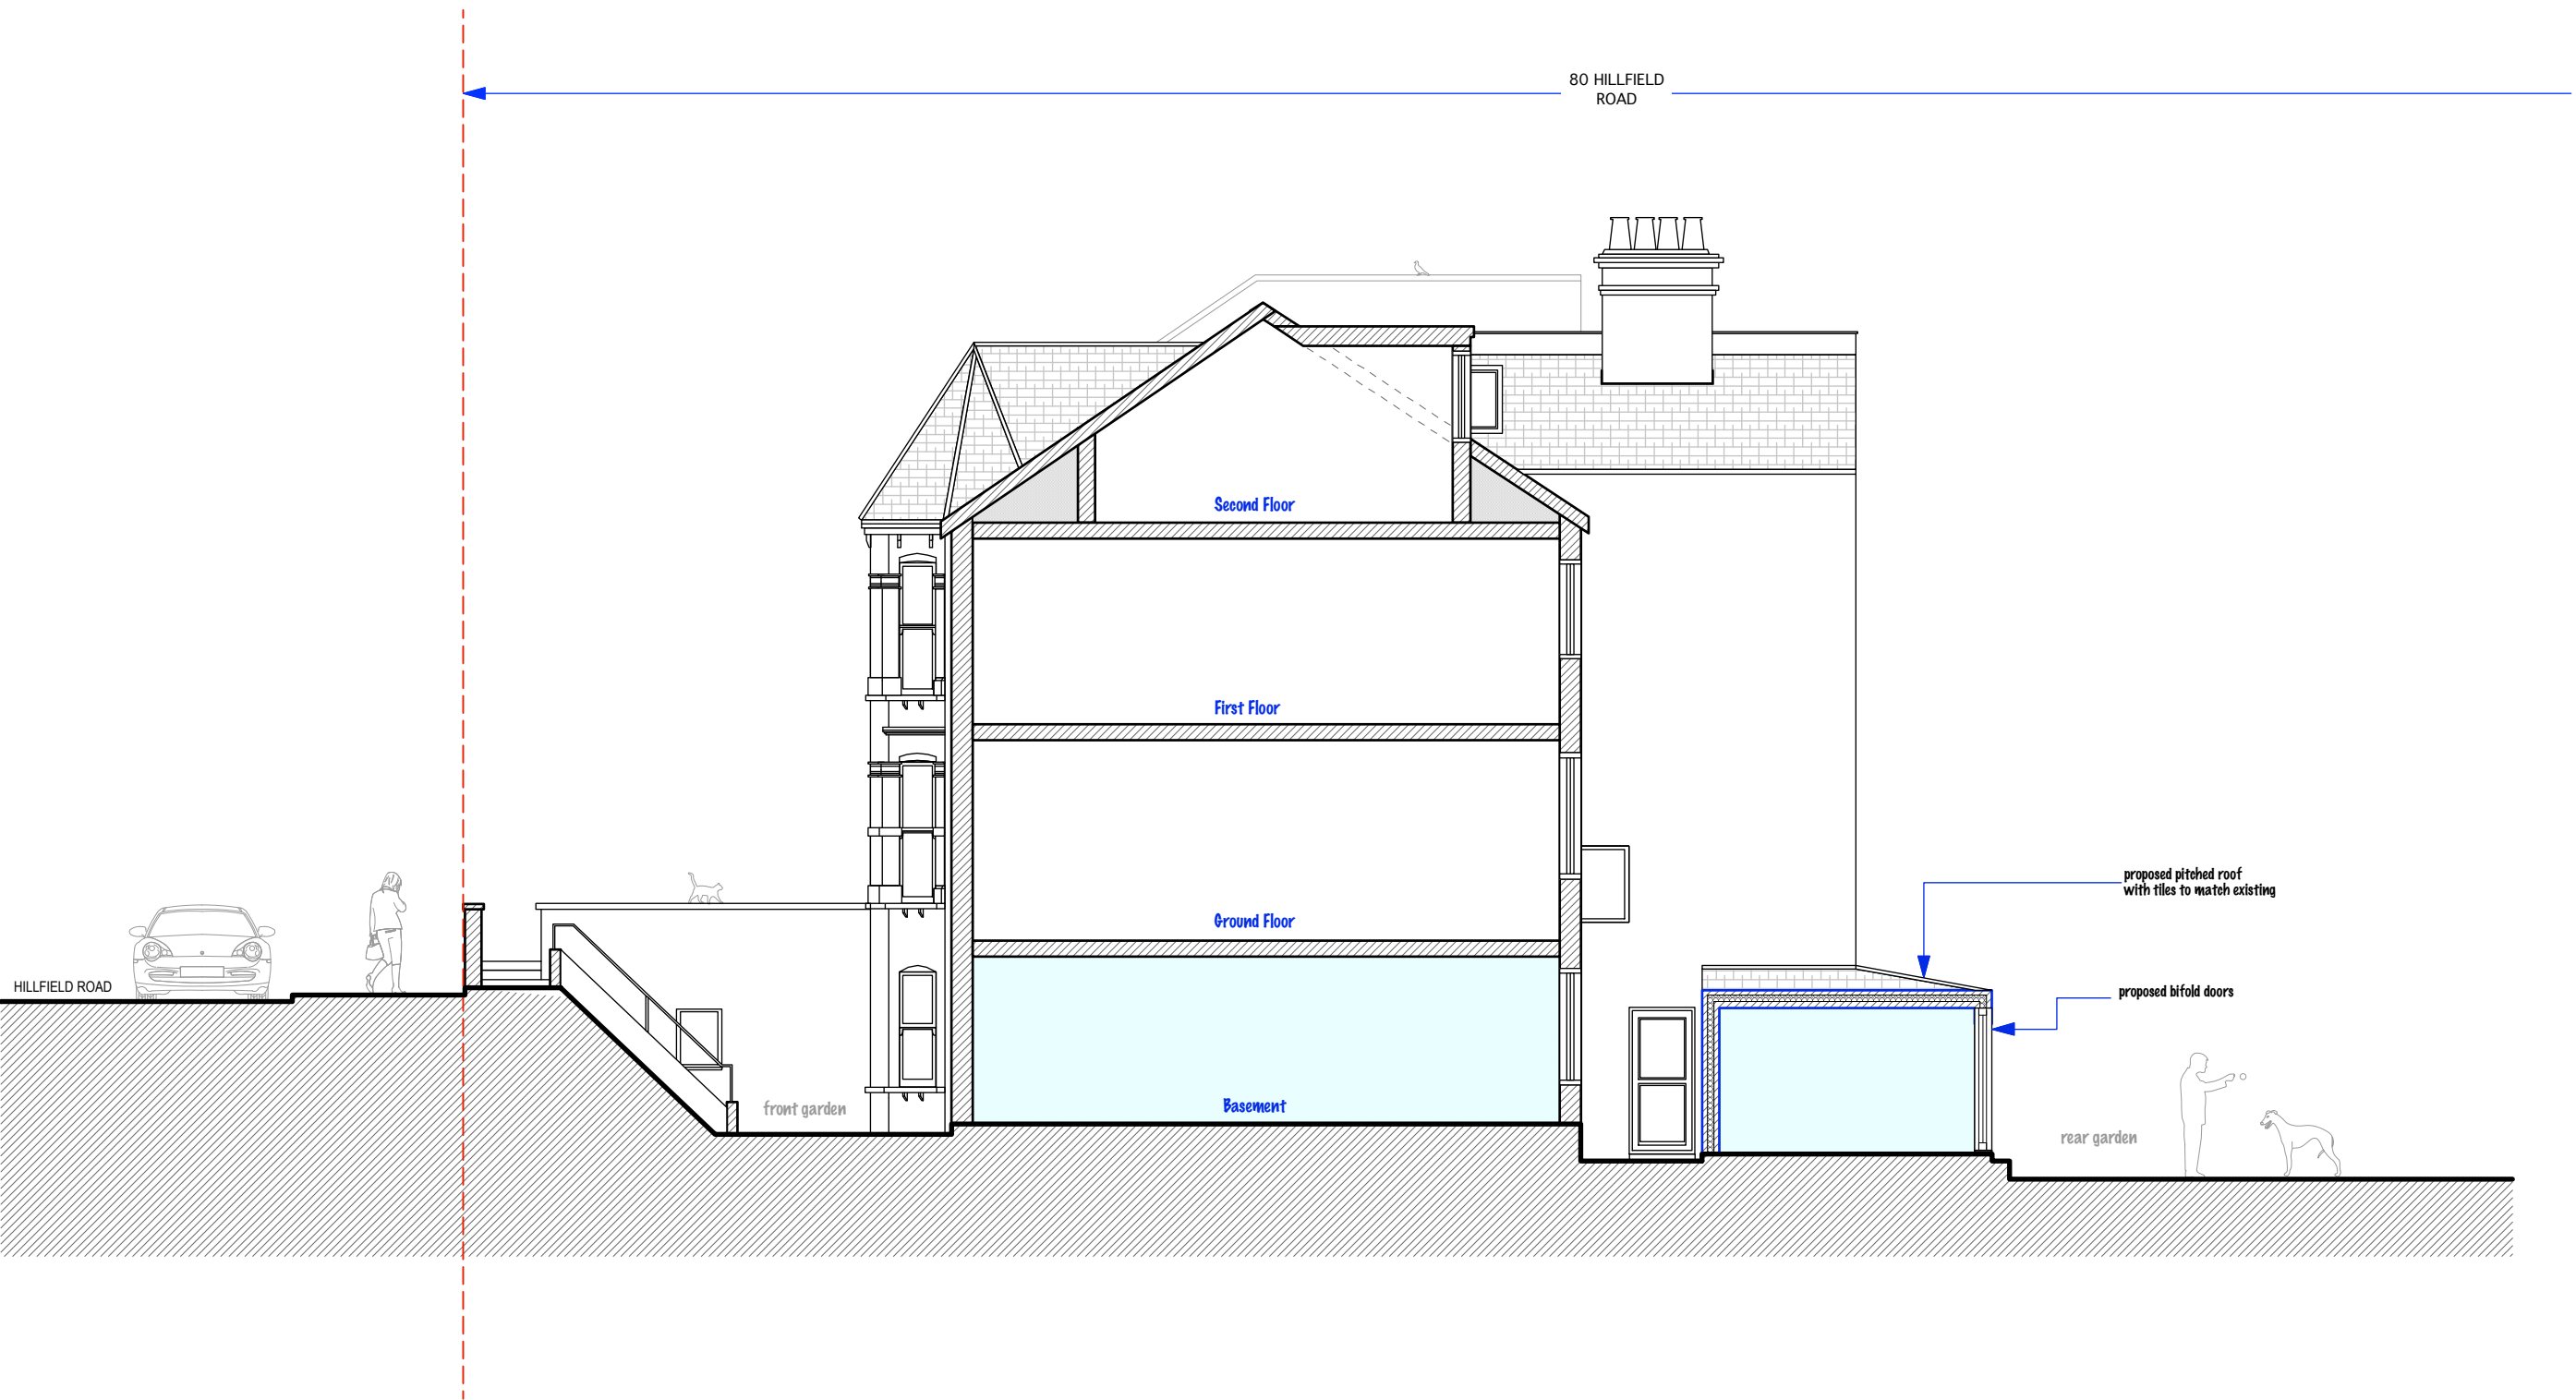 80 HILLFIELD
ROAD
Second Floor
First Floor
proposed pitched roof
with tiles to match existing
Ground Floor
HILLFIELD ROAD
proposed bifold doors
front garden
Basement
rear garden